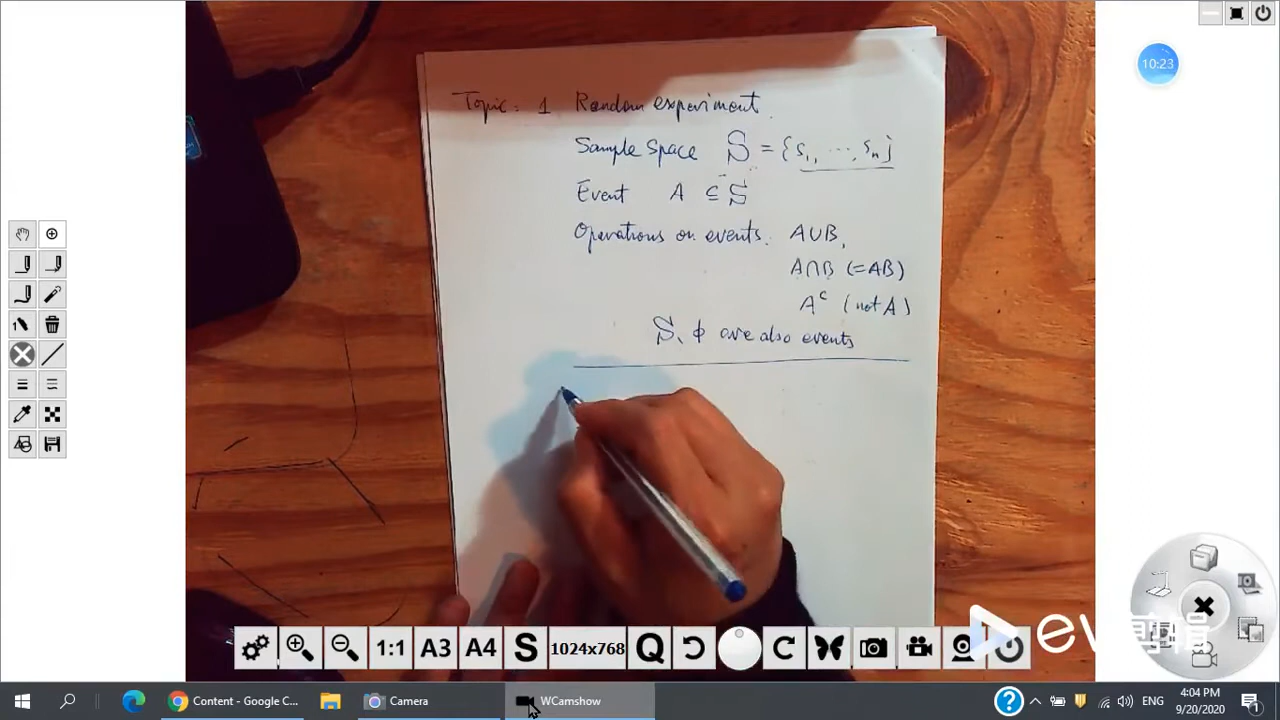 10:23
Topic: 1 Random experiment.
Sample space S = {s1, ..., sn}
Event A ⊆ S
Operations on events. A∪B,
A∩B (=AB)
Aᶜ (not A)
S, φ are also events
1:1 A3 A4 S 1024x768 Q
Content - Google C... Camera WCamshow ENG 4:04 PM
9/20/2020